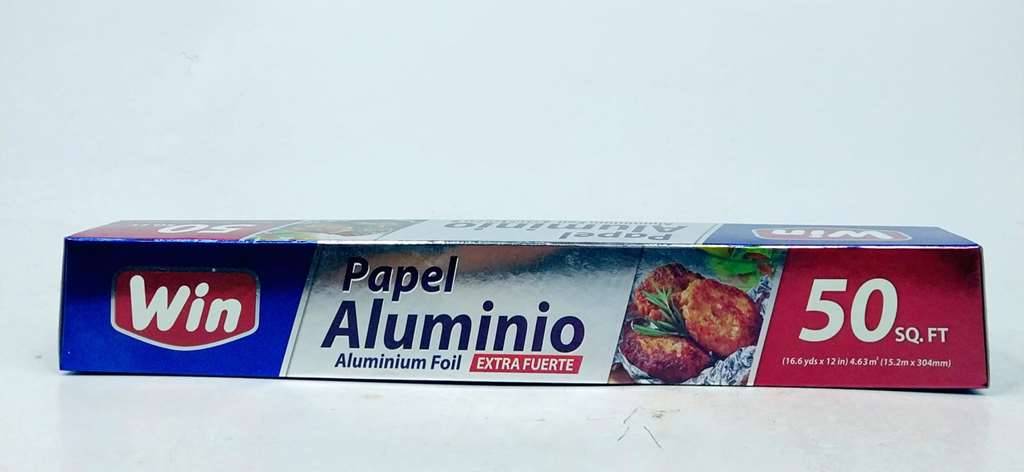 50
Papel
Aluminio
Win
Win
Papel
Aluminio
Aluminium Foil EXTRA FUERTE
50 SQ. FT
(16.6 yds x 12 in) 4.63 m² (15.2m x 304mm)